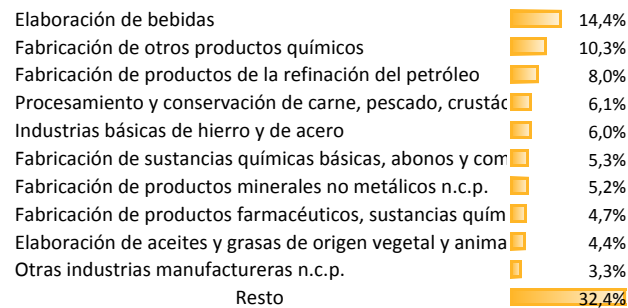 Elaboración de bebidas 14,4%
Fabricación de otros productos químicos 10,3%
Fabricación de productos de la refinación del petróleo 8,0%
Procesamiento y conservación de carne, pescado, crustác 6,1%
Industrias básicas de hierro y de acero 6,0%
Fabricación de sustancias químicas básicas, abonos y com 5,3%
Fabricación de productos minerales no metálicos n.c.p. 5,2%
Fabricación de productos farmacéuticos, sustancias quím 4,7%
Elaboración de aceites y grasas de origen vegetal y anima 4,4%
Otras industrias manufactureras n.c.p. 3,3%
Resto 32,4%